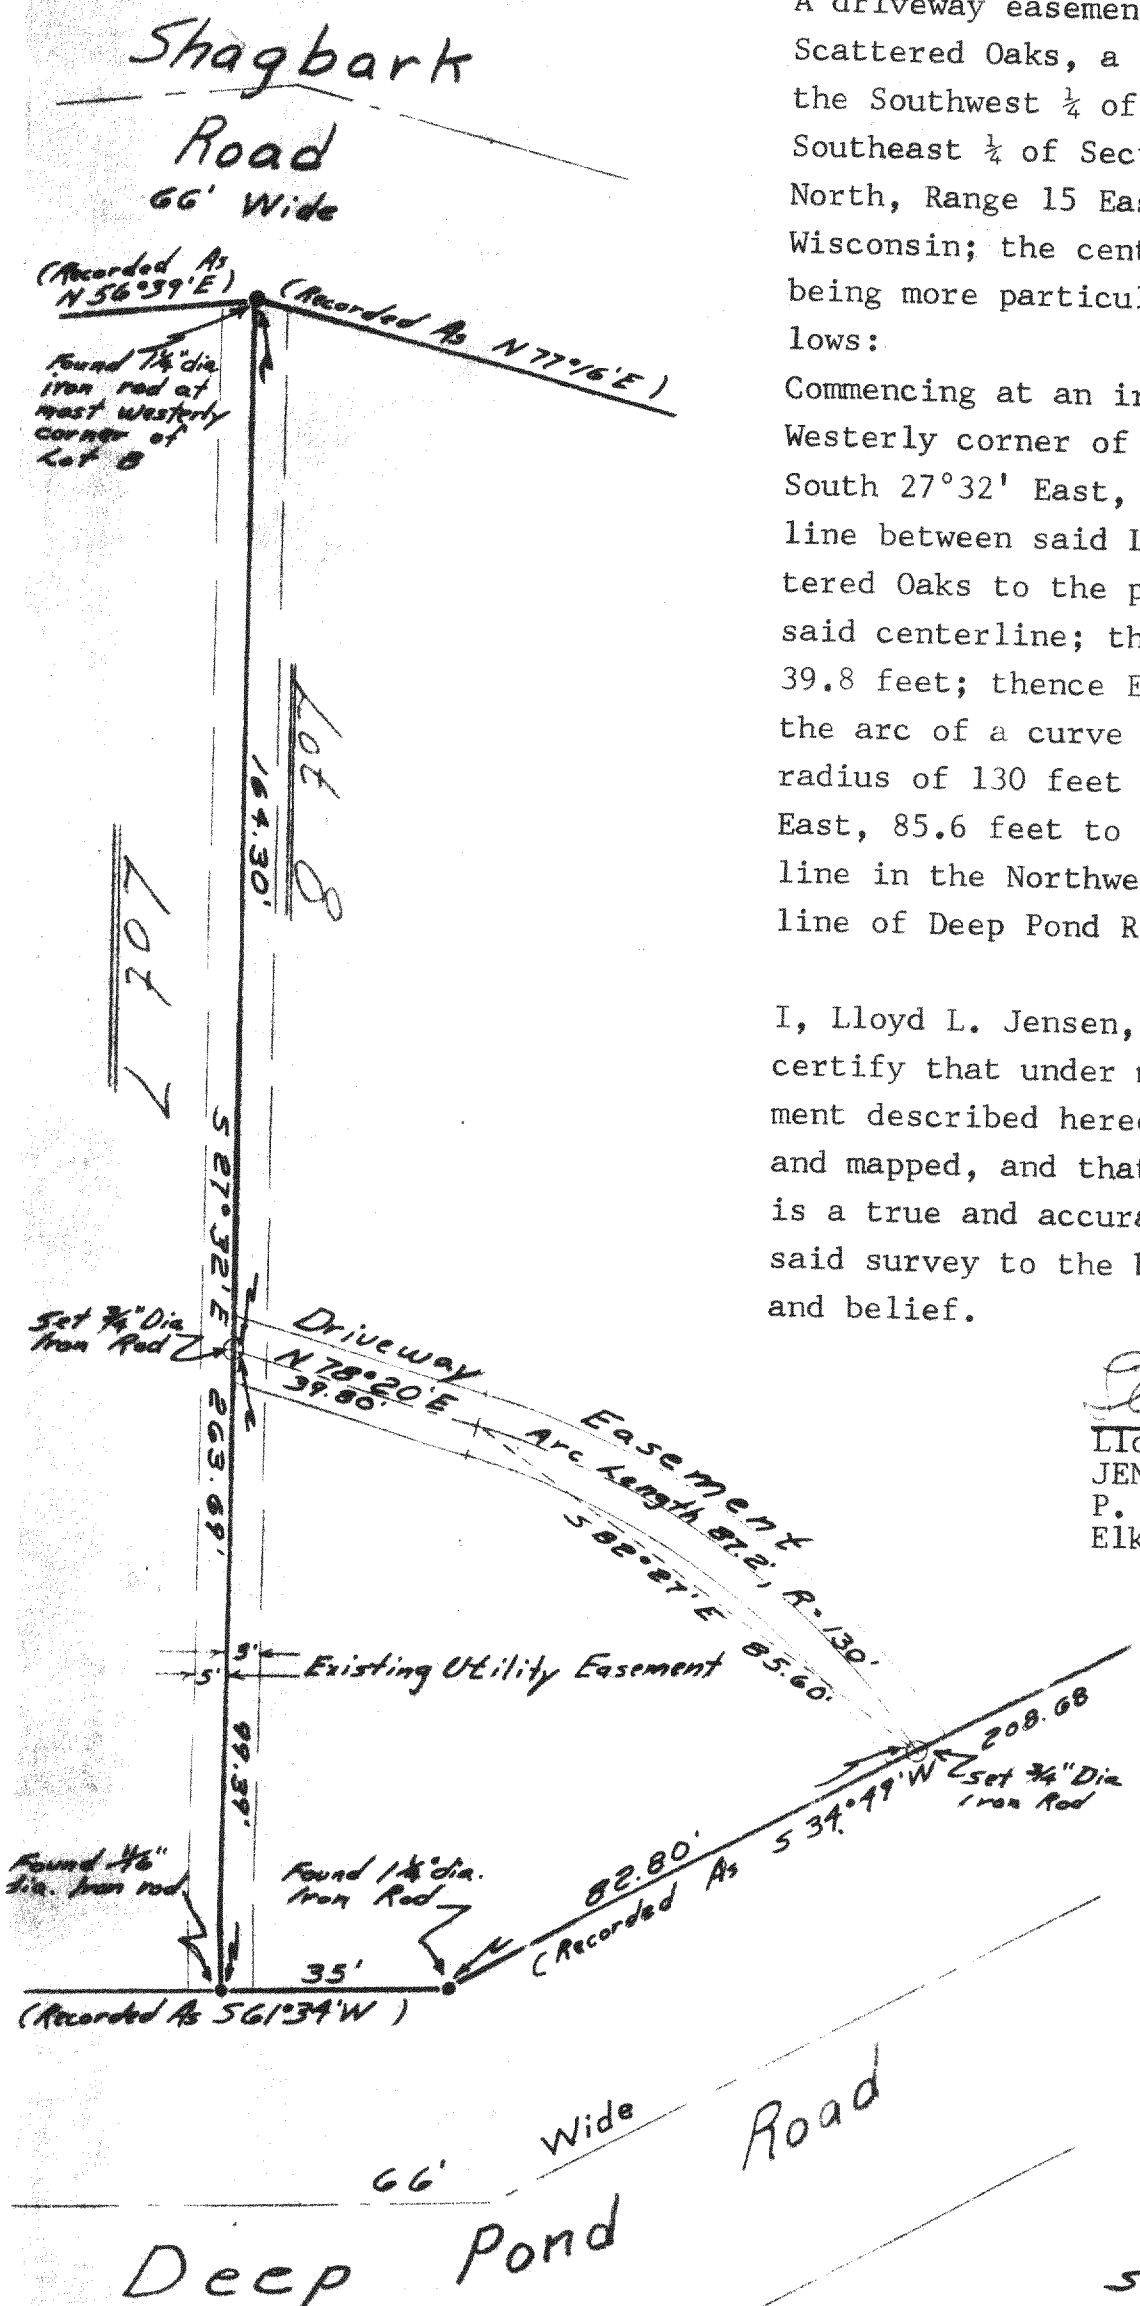 Shagbark
Road
66' Wide
(Recorded As
N 56°39'E)
(Recorded As N 77°16'E)
Found 1¼"dia
iron rod at
most westerly
corner of
Lot 8
Lot 8
164.30'
Lot 7
S 27°32'E 263.69'
Set ¾"Dia
Iron Rod
Driveway Easement
N 78°20'E
39.80'
Arc Length 87.2', R=130'
S 82°27'E 85.60'
5'
5'
Existing Utility Easement
99.39'
208.68
Set ¾"Dia
Iron Rod
82.80'
(Recorded As S 34°49'W
Found
dia. Iron rod
Found 1¼"dia.
Iron Rod
35'
(Recorded As S61°34'W)
66' Wide
Deep Pond Road
A driveway easemen
Scattered Oaks, a
the Southwest ¼ of
Southeast ¼ of Sec
North, Range 15 Eas
Wisconsin; the cent
being more particul
lows:
Commencing at an ir
Westerly corner of
South 27°32' East,
line between said L
tered Oaks to the p
said centerline; th
39.8 feet; thence E
the arc of a curve
radius of 130 feet
East, 85.6 feet to
line in the Northwe
line of Deep Pond R
I, Lloyd L. Jensen,
certify that under m
ment described here
and mapped, and that
is a true and accura
said survey to the b
and belief.
Llo
JEN
P.
Elk
S